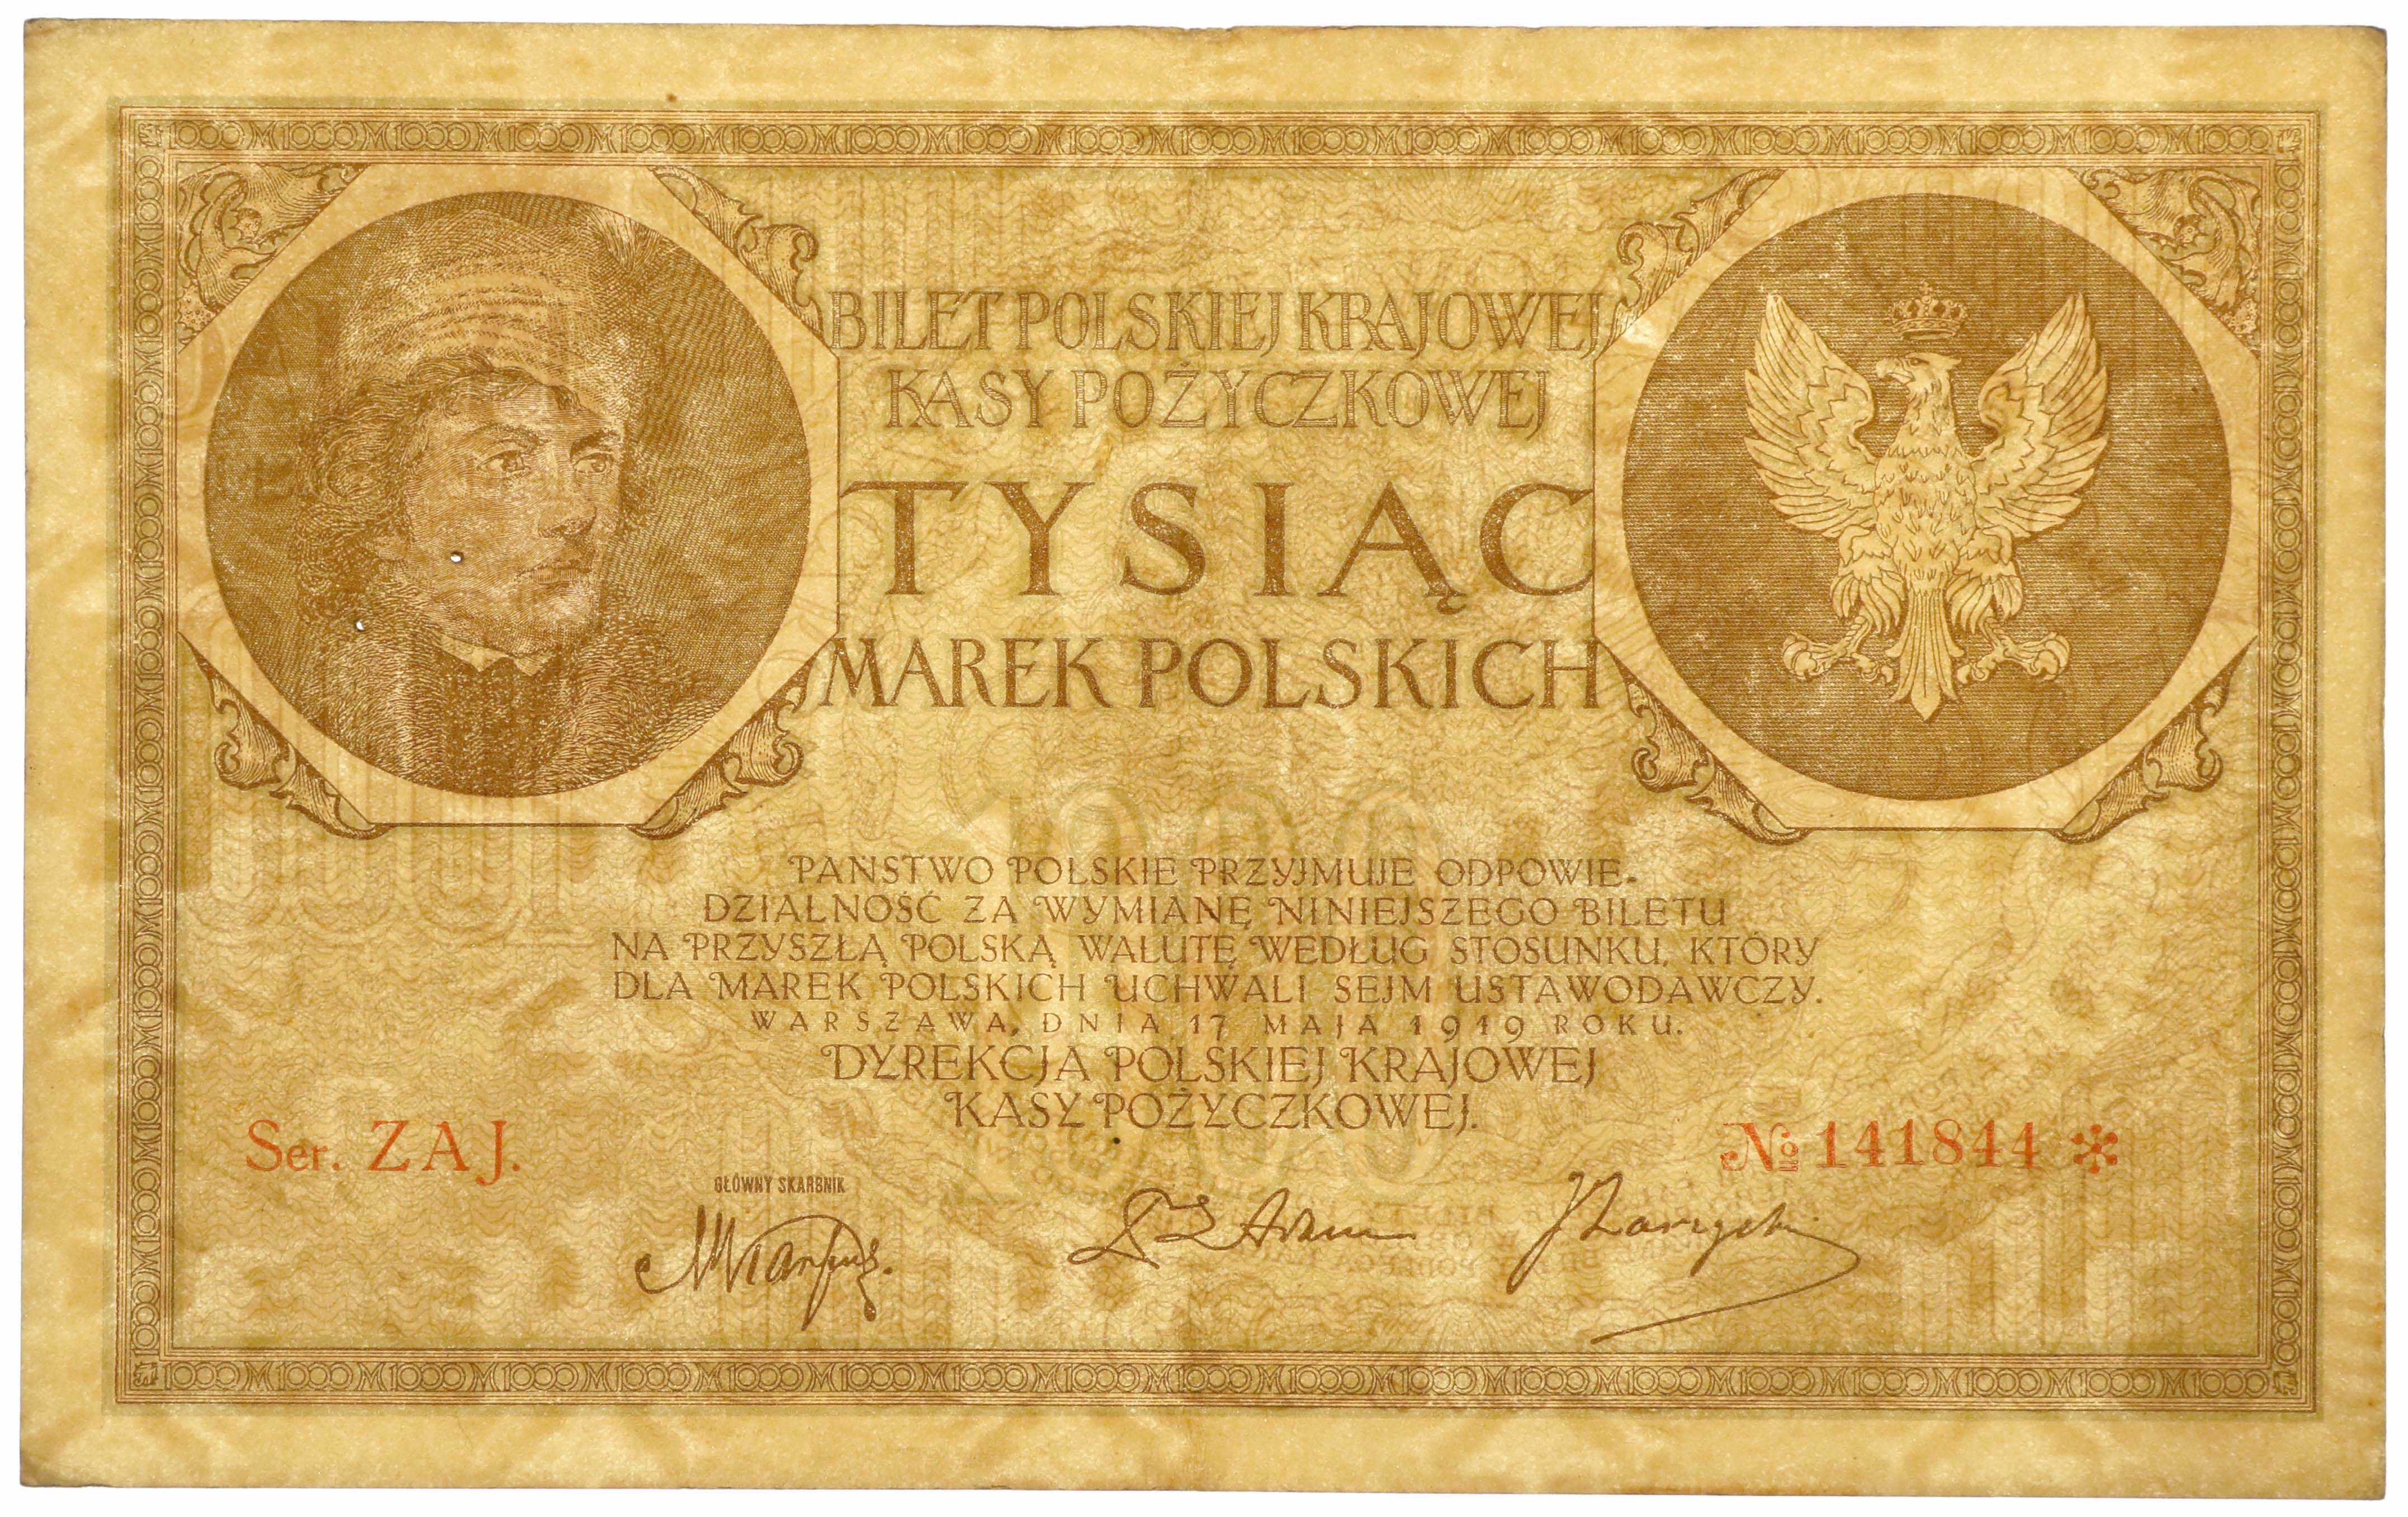 BILET POLSKIEJ KRAJOWEJ
KASY POŻYCZKOWEJ
TYSIĄC
MAREK POLSKICH
PAŃSTWO POLSKIE PRZYJMUJE ODPOWIE-
DZIALNOŚĆ ZA WYMIANĘ NINIEJSZEGO BILETU
NA PRZYSZŁĄ POLSKĄ WALUTĘ WEDŁUG STOSUNKU, KTÓRY
DLA MAREK POLSKICH UCHWALI SEJM USTAWODAWCZY.
WARSZAWA, DNIA 17 MAJA 1919 ROKU.
DYREKCJA POLSKIEJ KRAJOWEJ
KASY POŻYCZKOWEJ.
Ser. ZAJ.
№ 141844 *
GŁÓWNY SKARBNIK